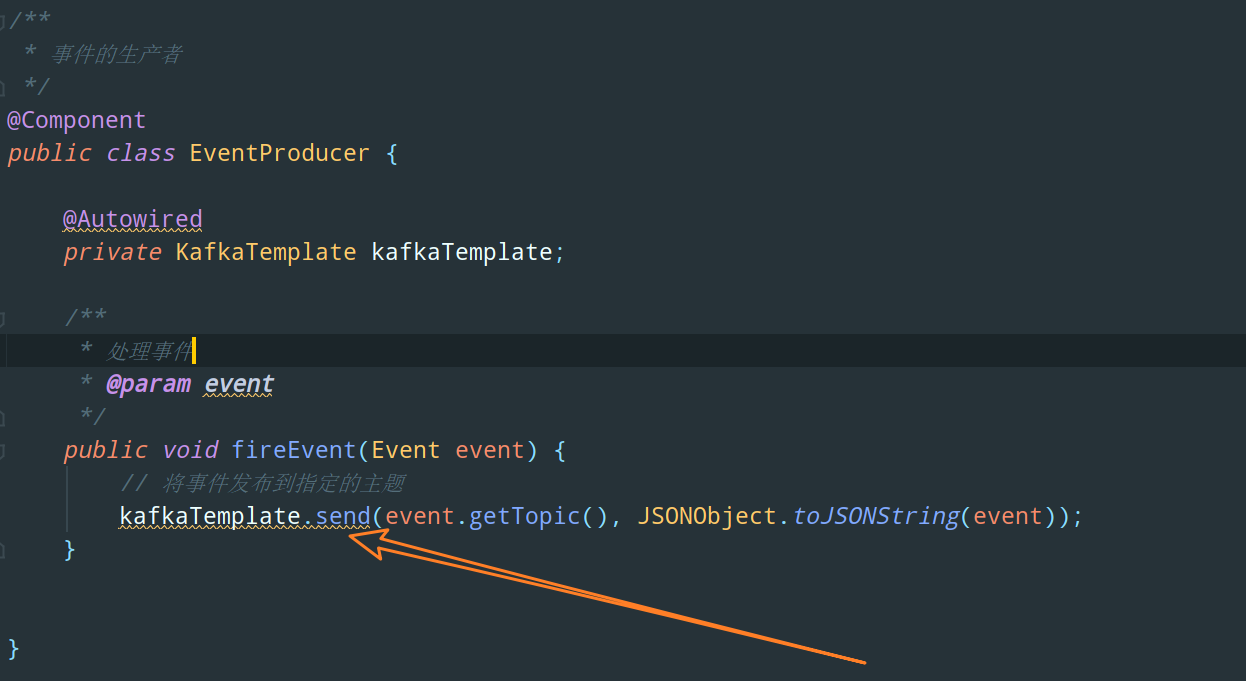 /**
 * 事件的生产者
 */
@Component
public class EventProducer {
    @Autowired
    private KafkaTemplate kafkaTemplate;
    /**
     * 处理事件
     * @param event
     */
    public void fireEvent(Event event) {
        // 将事件发布到指定的主题
        kafkaTemplate.send(event.getTopic(), JSONObject.toJSONString(event));
    }
}